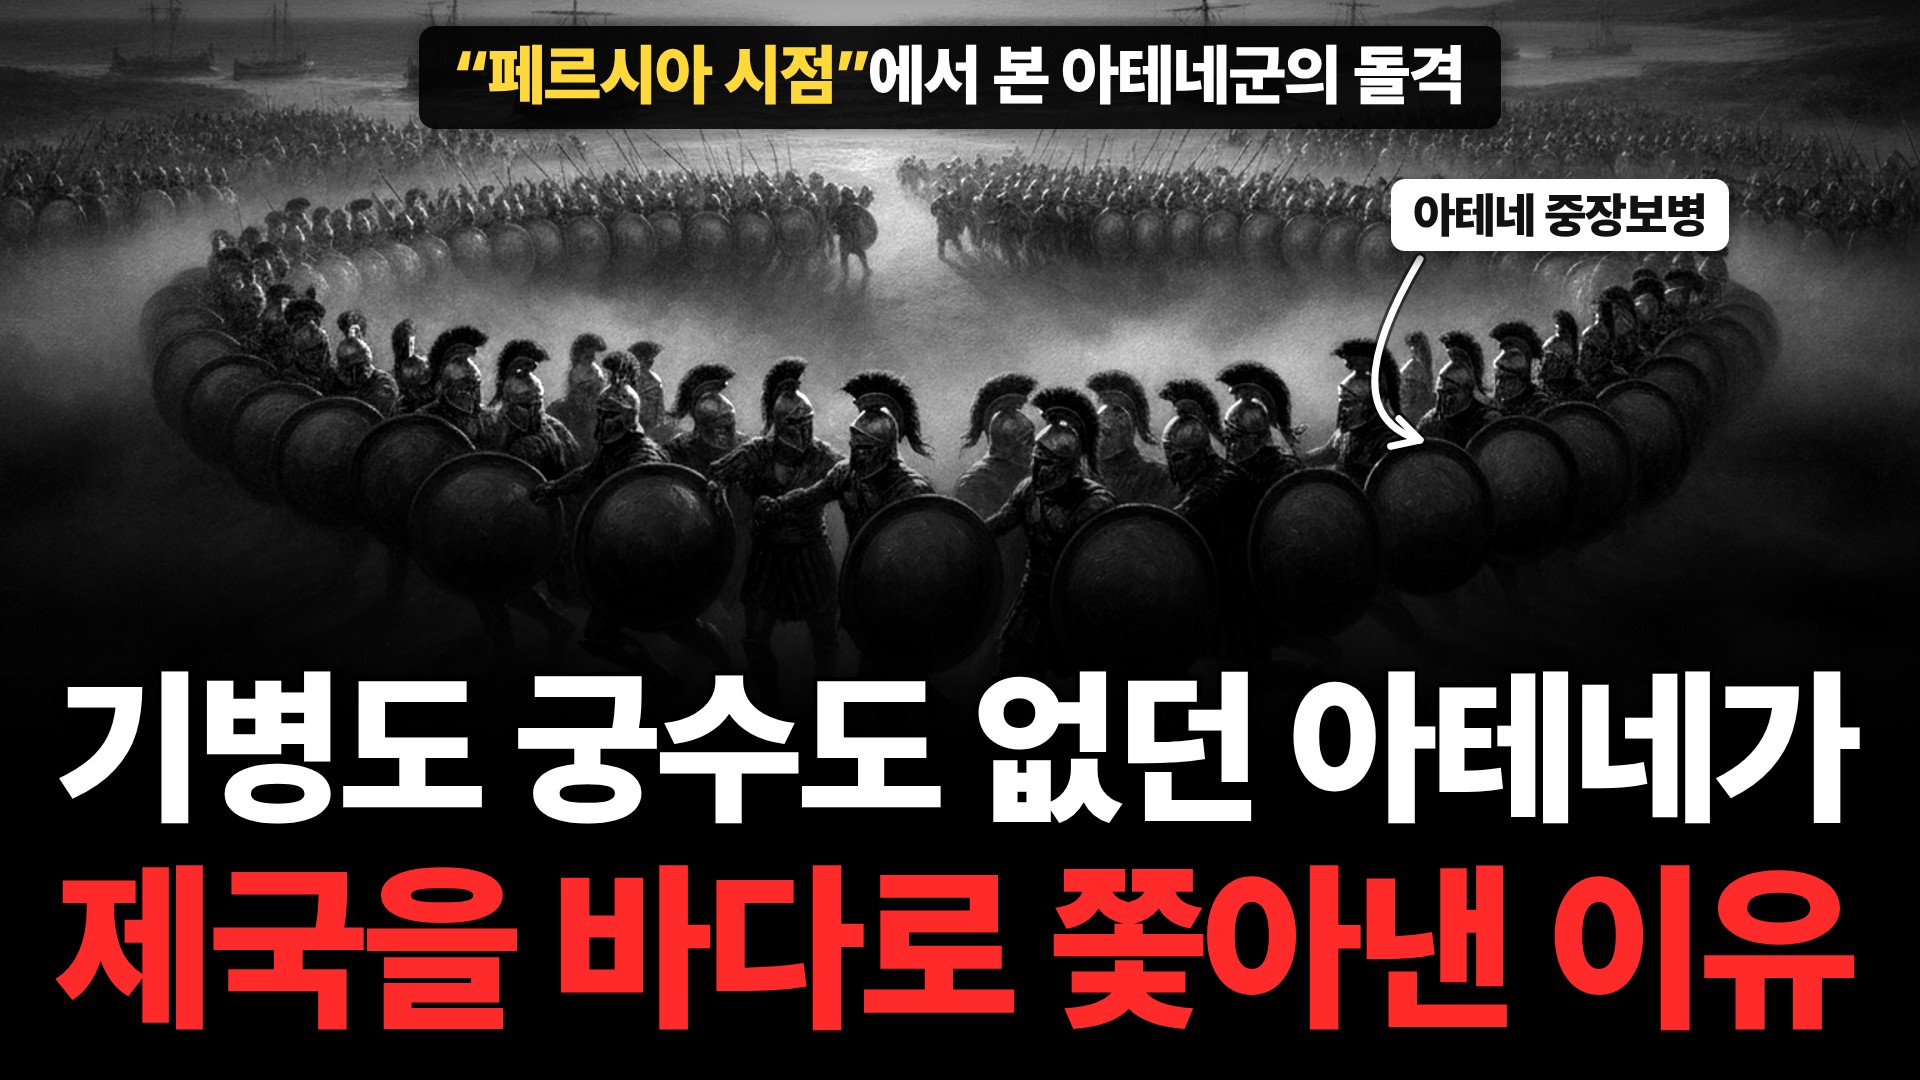 “페르시아 시점”에서 본 아테네군의 돌격
아테네 중장보병
기병도 궁수도 없던 아테네가
제국을 바다로 쫓아낸 이유